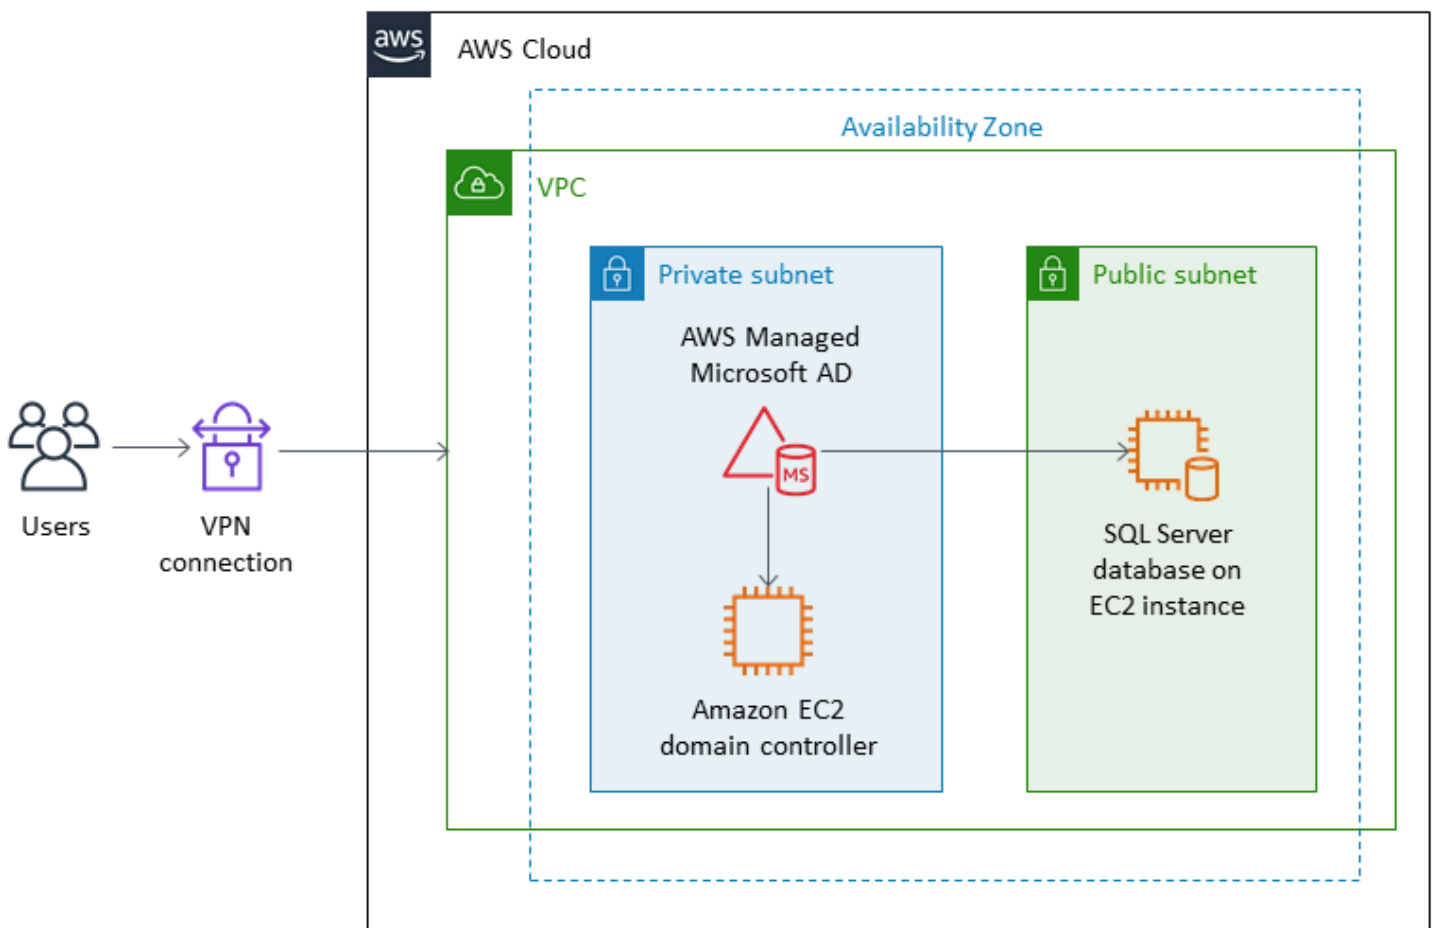 aws
AWS Cloud
Availability Zone
VPC
Private subnet
Public subnet
AWS Managed
Microsoft AD
MS
Users
VPN
connection
SQL Server
database on
EC2 instance
Amazon EC2
domain controller